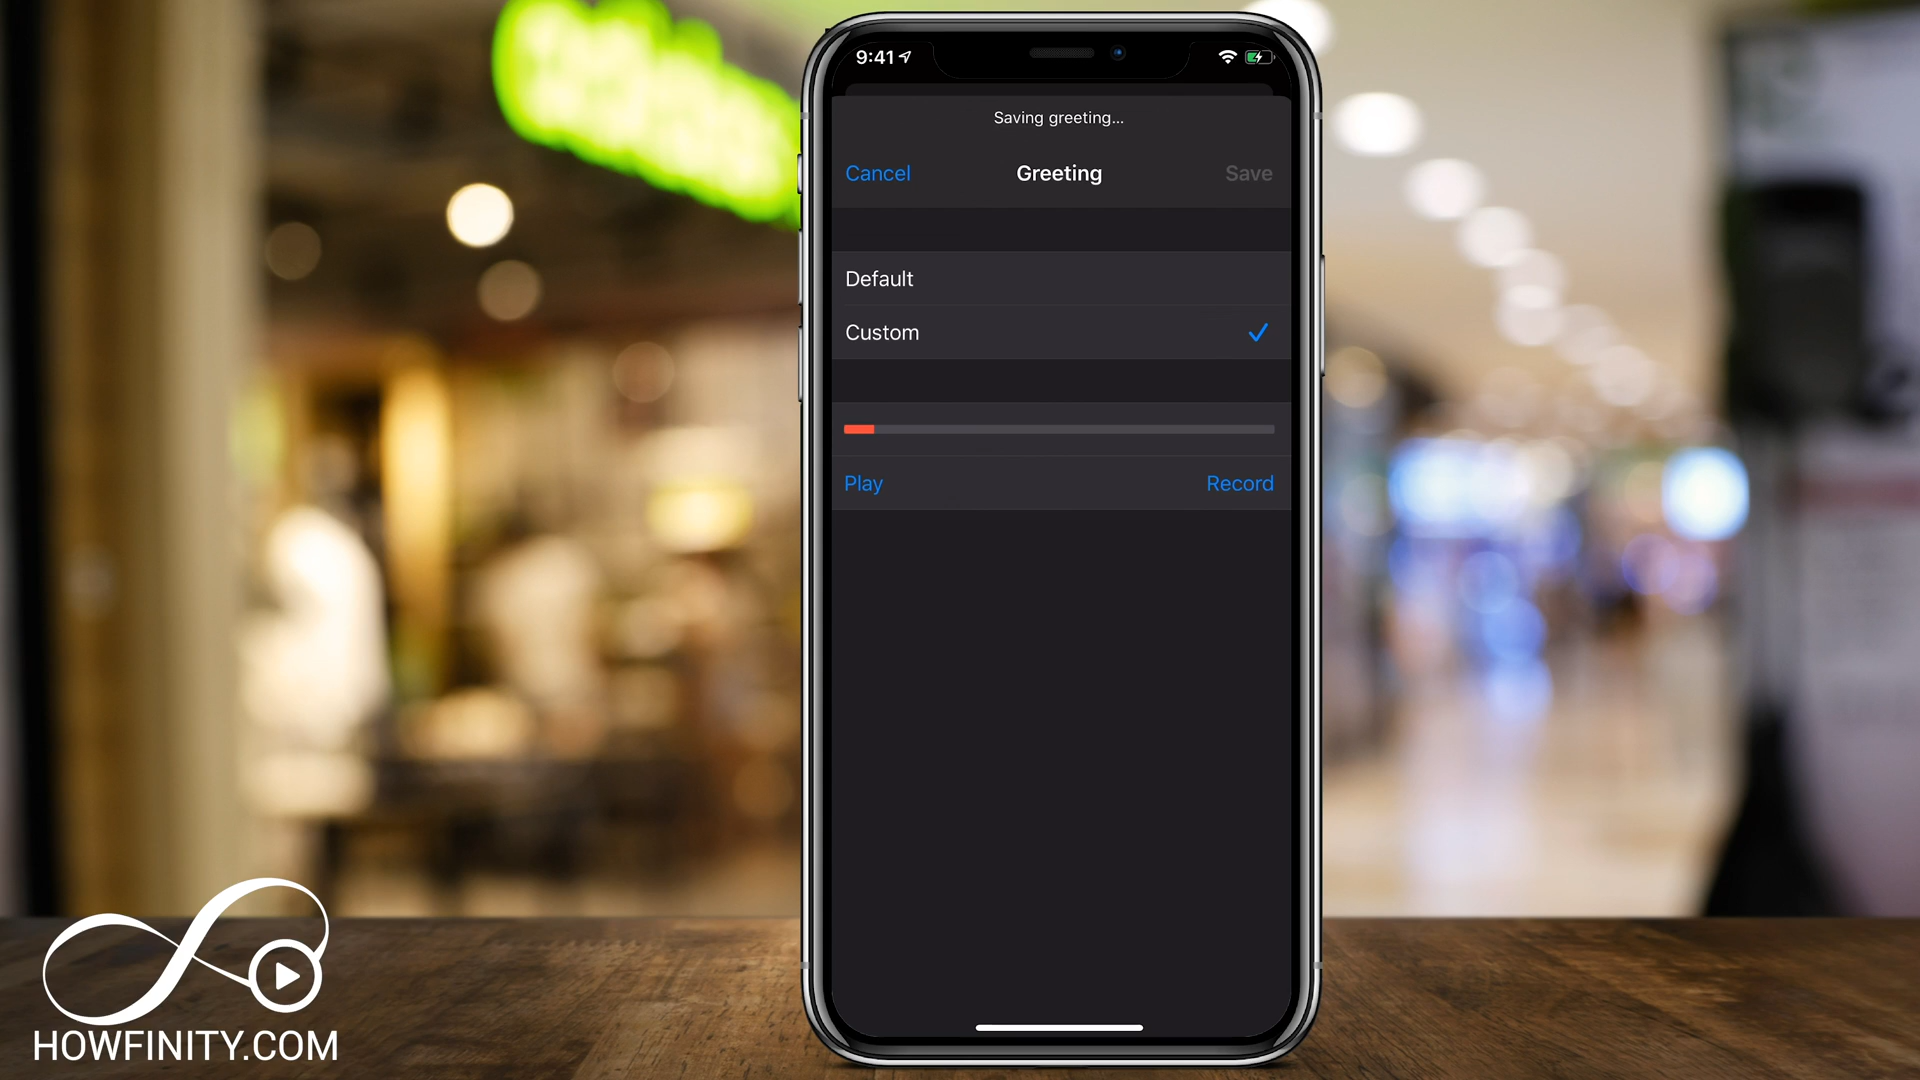 9:41
Saving greeting...
Cancel Greeting Save
Default
Custom
Play Record
HOWFINITY.COM